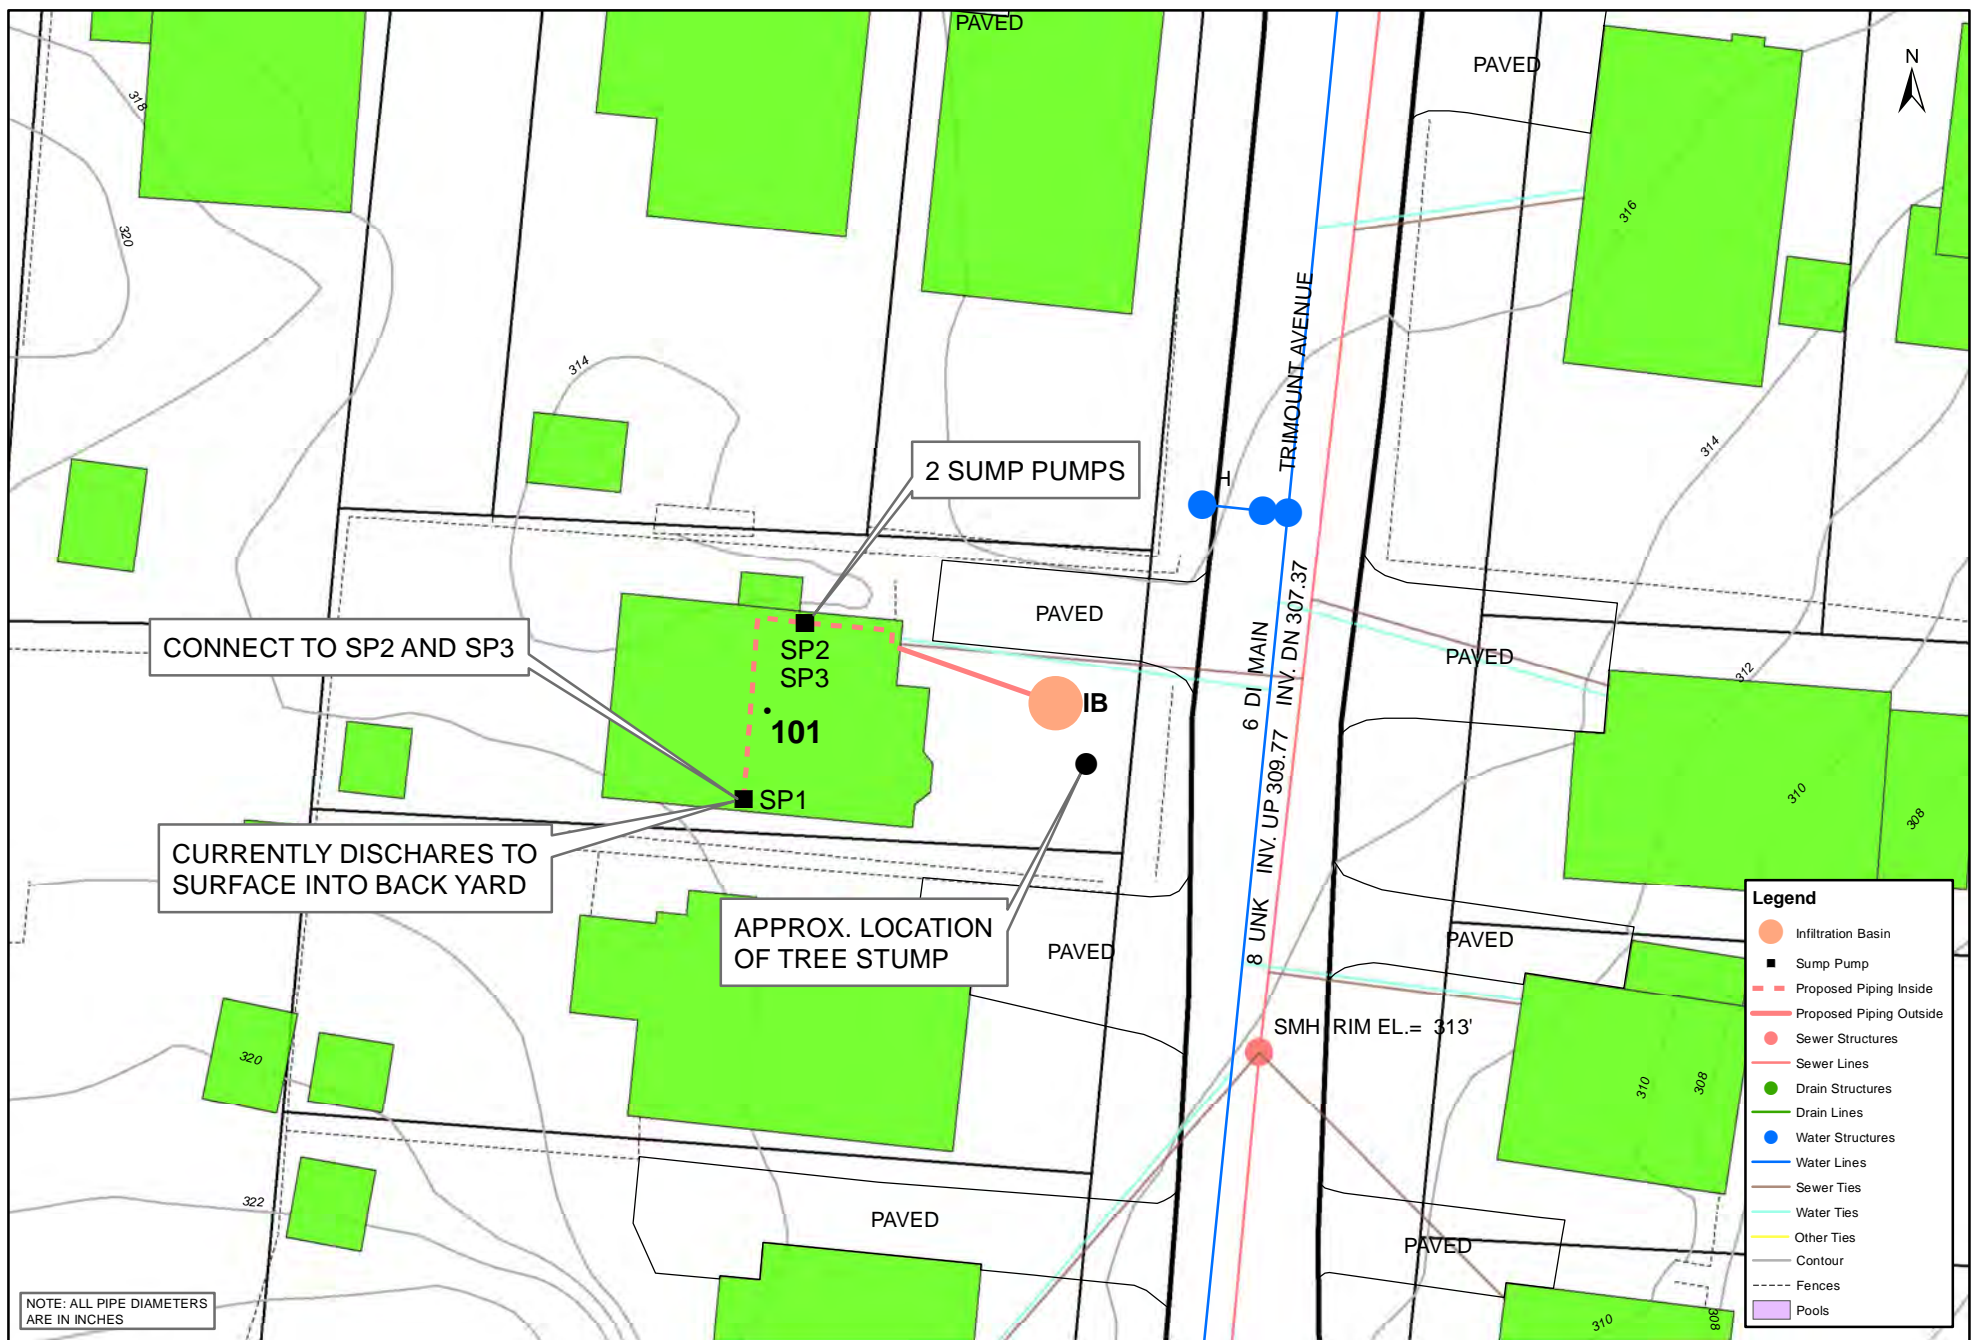 PAVED
PAVED
N
318
320
316
TRIMOUNT AVENUE
314
314
2 SUMP PUMPS
H
PAVED
CONNECT TO SP2 AND SP3
SP2
SP3
101
IB
6 DI MAIN
INV. DN 307.37
PAVED
312
SP1
8 UNK INV. UP 309.77
310
308
CURRENTLY DISCHARES TO
SURFACE INTO BACK YARD
APPROX. LOCATION
OF TREE STUMP
PAVED
PAVED
SMH RIM EL.= 313'
320
310
308
322
PAVED
PAVED
310
308
NOTE: ALL PIPE DIAMETERS
ARE IN INCHES
Legend
Infiltration Basin
Sump Pump
Proposed Piping Inside
Proposed Piping Outside
Sewer Structures
Sewer Lines
Drain Structures
Drain Lines
Water Structures
Water Lines
Sewer Ties
Water Ties
Other Ties
Contour
Fences
Pools